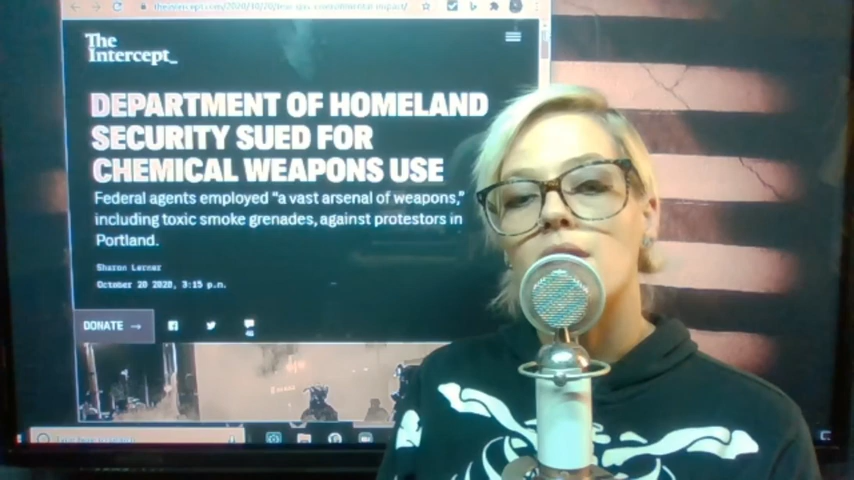 The
Intercept_
DEPARTMENT OF HOMELAND
SECURITY SUED FOR
CHEMICAL WEAPONS USE
Federal agents employed “a vast arsenal of weapons,”
including toxic smoke grenades, against protestors in
Portland.
Sharon Lerner
October 20 2020, 3:15 p.m.
DONATE →